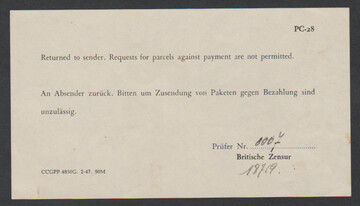 PC-28
Returned to sender. Requests for parcels against payment are not permitted.
An Absender zurück. Bitten um Zusendung von Paketen gegen Bezahlung sind
unzulässig.
Prüfer Nr.
Britische Zensur
CCGPP 4800G. 2-47. 50M